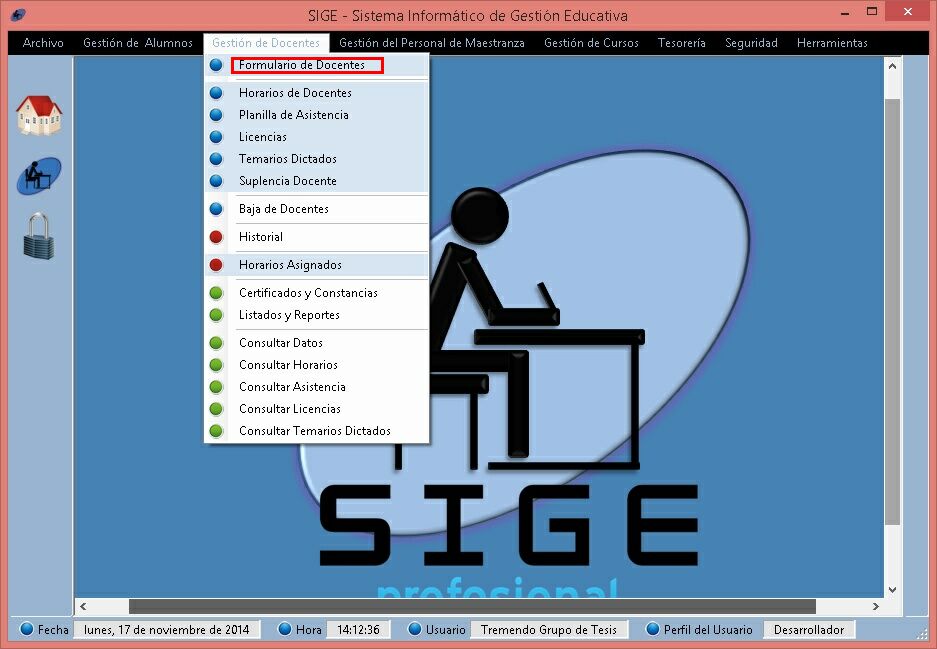 SIGE - Sistema Informático de Gestión Educativa
Archivo Gestión de Alumnos Gestión de Docentes Gestión del Personal de Maestranza Gestión de Cursos Tesorería Seguridad Herramientas
Formulario de Docentes
Horarios de Docentes
Planilla de Asistencia
Licencias
Temarios Dictados
Suplencia Docente
Baja de Docentes
Historial
Horarios Asignados
Certificados y Constancias
Listados y Reportes
Consultar Datos
Consultar Horarios
Consultar Asistencia
Consultar Licencias
Consultar Temarios Dictados
SIGE
profesional
Fecha lunes, 17 de noviembre de 2014 Hora 14:12:36 Usuario Tremendo Grupo de Tesis Perfil del Usuario Desarrollador